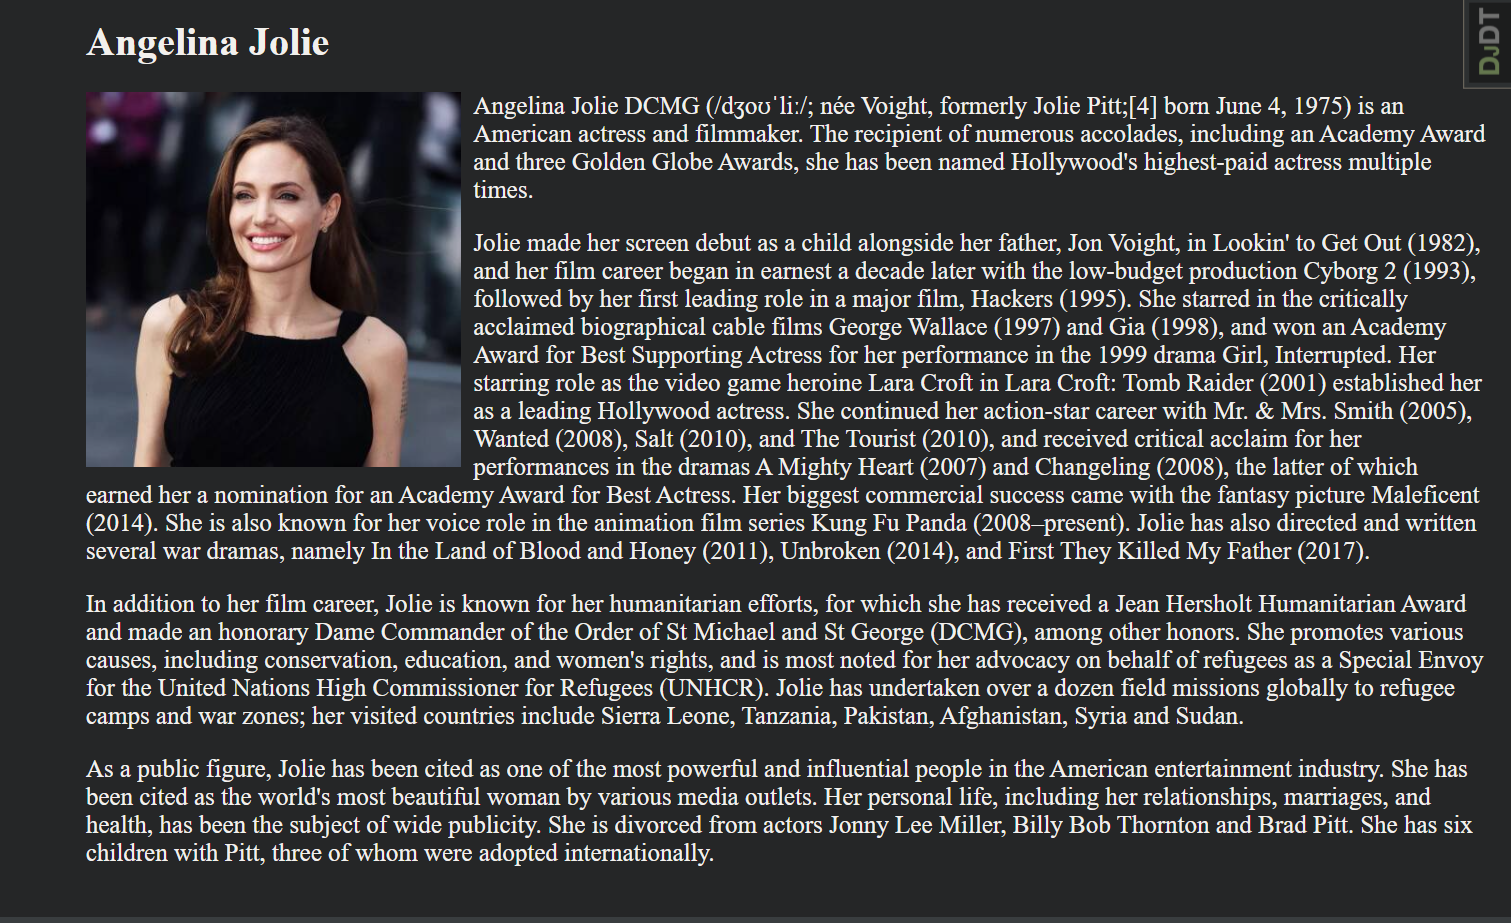 Angelina Jolie
DJDT
Angelina Jolie DCMG (/dʒoʊˈliː/; née Voight, formerly Jolie Pitt;[4] born June 4, 1975) is an
American actress and filmmaker. The recipient of numerous accolades, including an Academy Award
and three Golden Globe Awards, she has been named Hollywood's highest-paid actress multiple
times.
Jolie made her screen debut as a child alongside her father, Jon Voight, in Lookin' to Get Out (1982),
and her film career began in earnest a decade later with the low-budget production Cyborg 2 (1993),
followed by her first leading role in a major film, Hackers (1995). She starred in the critically
acclaimed biographical cable films George Wallace (1997) and Gia (1998), and won an Academy
Award for Best Supporting Actress for her performance in the 1999 drama Girl, Interrupted. Her
starring role as the video game heroine Lara Croft in Lara Croft: Tomb Raider (2001) established her
as a leading Hollywood actress. She continued her action-star career with Mr. & Mrs. Smith (2005),
Wanted (2008), Salt (2010), and The Tourist (2010), and received critical acclaim for her
performances in the dramas A Mighty Heart (2007) and Changeling (2008), the latter of which
earned her a nomination for an Academy Award for Best Actress. Her biggest commercial success came with the fantasy picture Maleficent
(2014). She is also known for her voice role in the animation film series Kung Fu Panda (2008–present). Jolie has also directed and written
several war dramas, namely In the Land of Blood and Honey (2011), Unbroken (2014), and First They Killed My Father (2017).
In addition to her film career, Jolie is known for her humanitarian efforts, for which she has received a Jean Hersholt Humanitarian Award
and made an honorary Dame Commander of the Order of St Michael and St George (DCMG), among other honors. She promotes various
causes, including conservation, education, and women's rights, and is most noted for her advocacy on behalf of refugees as a Special Envoy
for the United Nations High Commissioner for Refugees (UNHCR). Jolie has undertaken over a dozen field missions globally to refugee
camps and war zones; her visited countries include Sierra Leone, Tanzania, Pakistan, Afghanistan, Syria and Sudan.
As a public figure, Jolie has been cited as one of the most powerful and influential people in the American entertainment industry. She has
been cited as the world's most beautiful woman by various media outlets. Her personal life, including her relationships, marriages, and
health, has been the subject of wide publicity. She is divorced from actors Jonny Lee Miller, Billy Bob Thornton and Brad Pitt. She has six
children with Pitt, three of whom were adopted internationally.